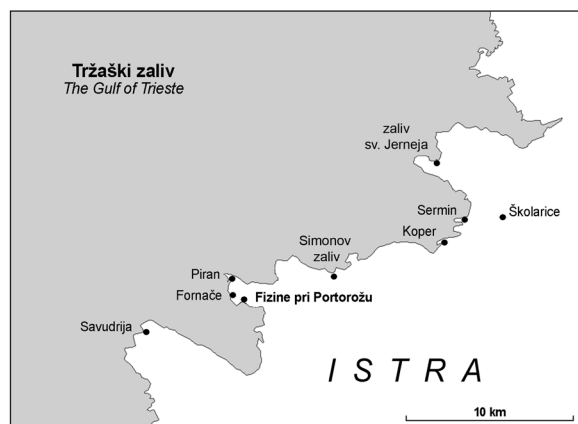 Tržaški zaliv
The Gulf of Trieste
zaliv
sv. Jerneja
Sermin
Školarice
Koper
Simonov
zaliv
Piran
Fornače
Fizine pri Portorožu
Savudrija
ISTRA
10 km